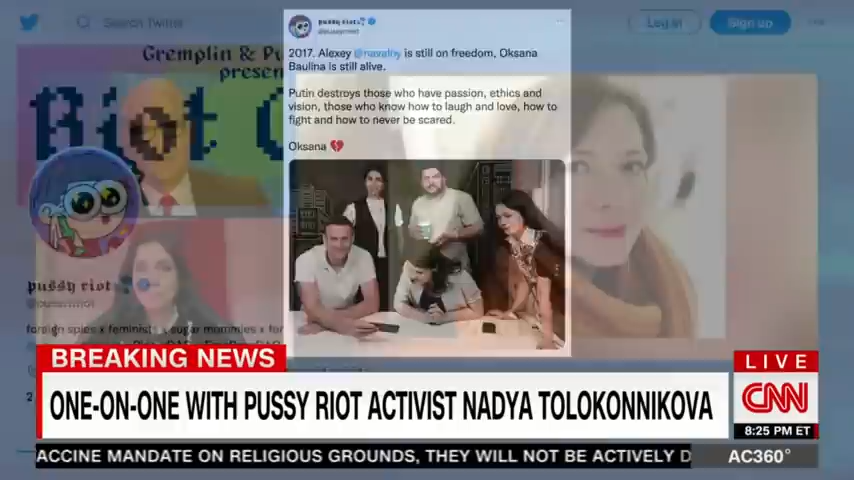 Search Twitter
Log in
Sign up
Gremplin & Pu
presen
Riot
pussy riot
foreign spies x feminists x sugar mommies x for
2
pussy riot
@pussyrriot
2017. Alexey @navalny is still on freedom, Oksana
Baulina is still alive.
Putin destroys those who have passion, ethics and
vision, those who know how to laugh and love, how to
fight and how to never be scared.
Oksana 💔
BREAKING NEWS
ONE-ON-ONE WITH PUSSY RIOT ACTIVIST NADYA TOLOKONNIKOVA
LIVE
CNN
8:25 PM ET
ACCINE MANDATE ON RELIGIOUS GROUNDS, THEY WILL NOT BE ACTIVELY D
AC360°